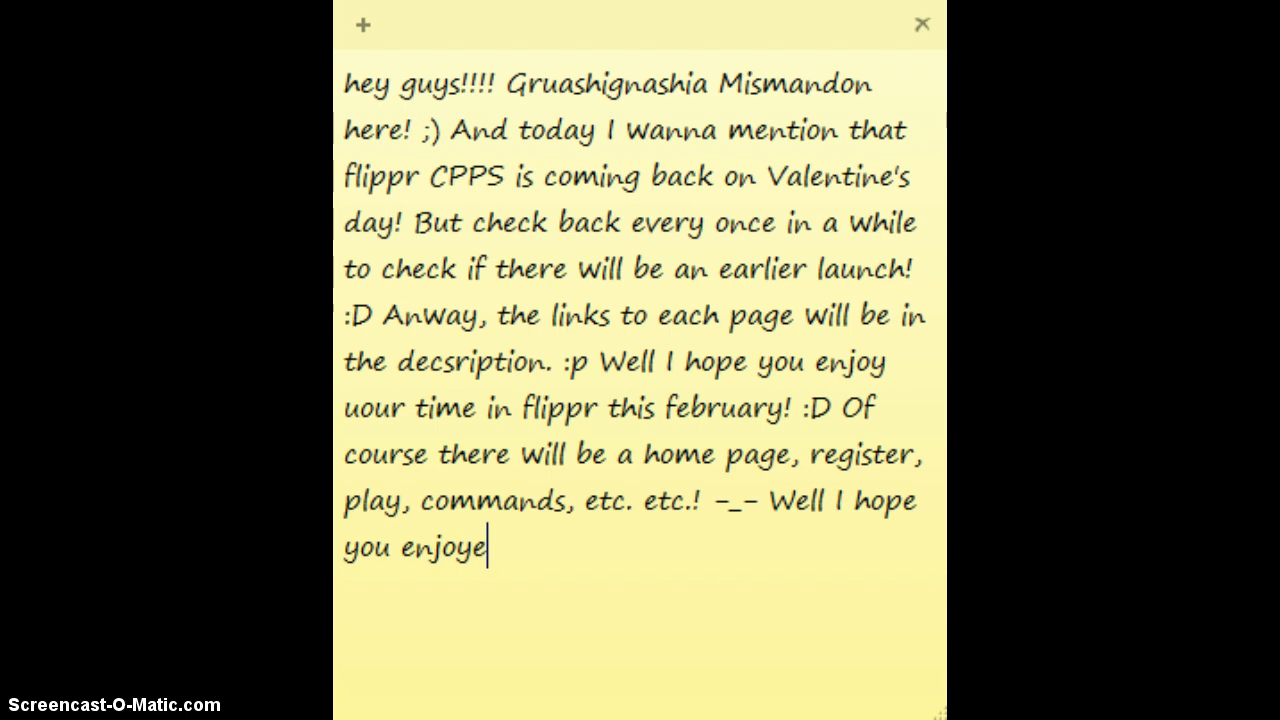 + ×
hey guys!!!! Gruashignashia Mismandon
here! ;) And today I wanna mention that
flippr CPPS is coming back on Valentine's
day! But check back every once in a while
to check if there will be an earlier launch!
:D AnWay, the links to each page will be in
the decsription. :p Well I hope you enjoy
uour time in flippr this february! :D Of
course there will be a home page, register,
play, commands, etc. etc.! -_- Well I hope
you enjoye
Screencast-O-Matic.com